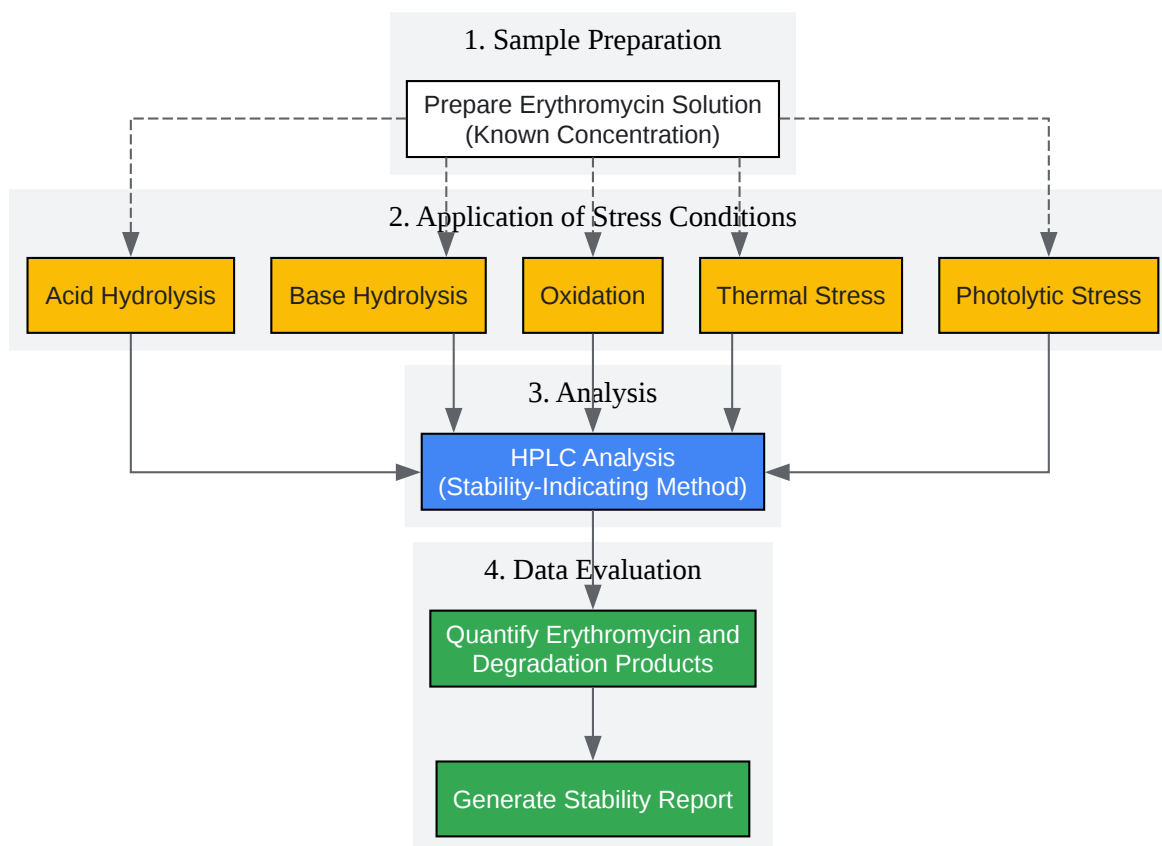 1. Sample Preparation
Prepare Erythromycin Solution
(Known Concentration)
2. Application of Stress Conditions
Acid Hydrolysis
Base Hydrolysis
Oxidation
Thermal Stress
Photolytic Stress
3. Analysis
HPLC Analysis
(Stability-Indicating Method)
4. Data Evaluation
Quantify Erythromycin and
Degradation Products
Generate Stability Report